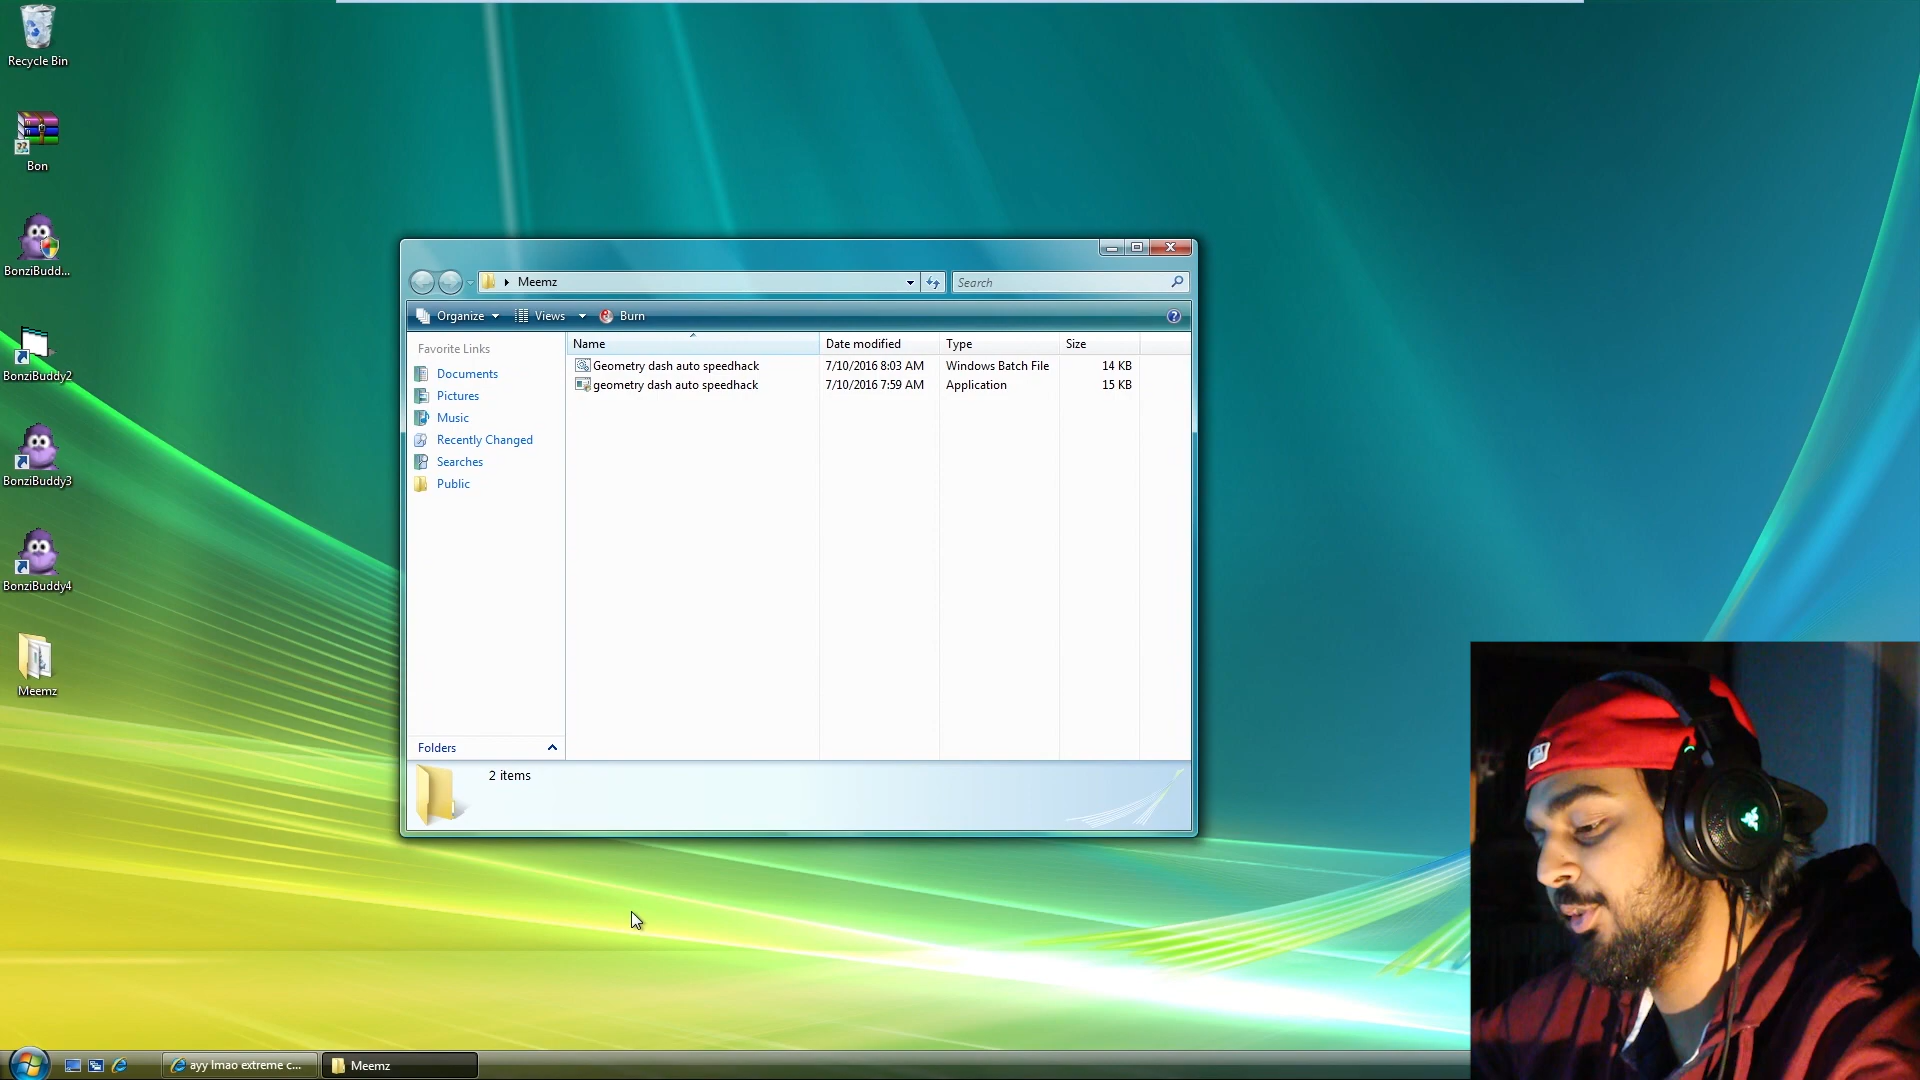 Recycle Bin
Bon
BonziBudd...
BonziBuddy2
BonziBuddy3
BonziBuddy4
Meemz
Meemz
Search
Organize Views Burn
Favorite Links
Documents
Pictures
Music
Recently Changed
Searches
Public
Folders
Name Date modified Type Size
Geometry dash auto speedhack 7/10/2016 8:03 AM Windows Batch File 14 KB
geometry dash auto speedhack 7/10/2016 7:59 AM Application 15 KB
2 items
ayy lmao extreme c... Meemz